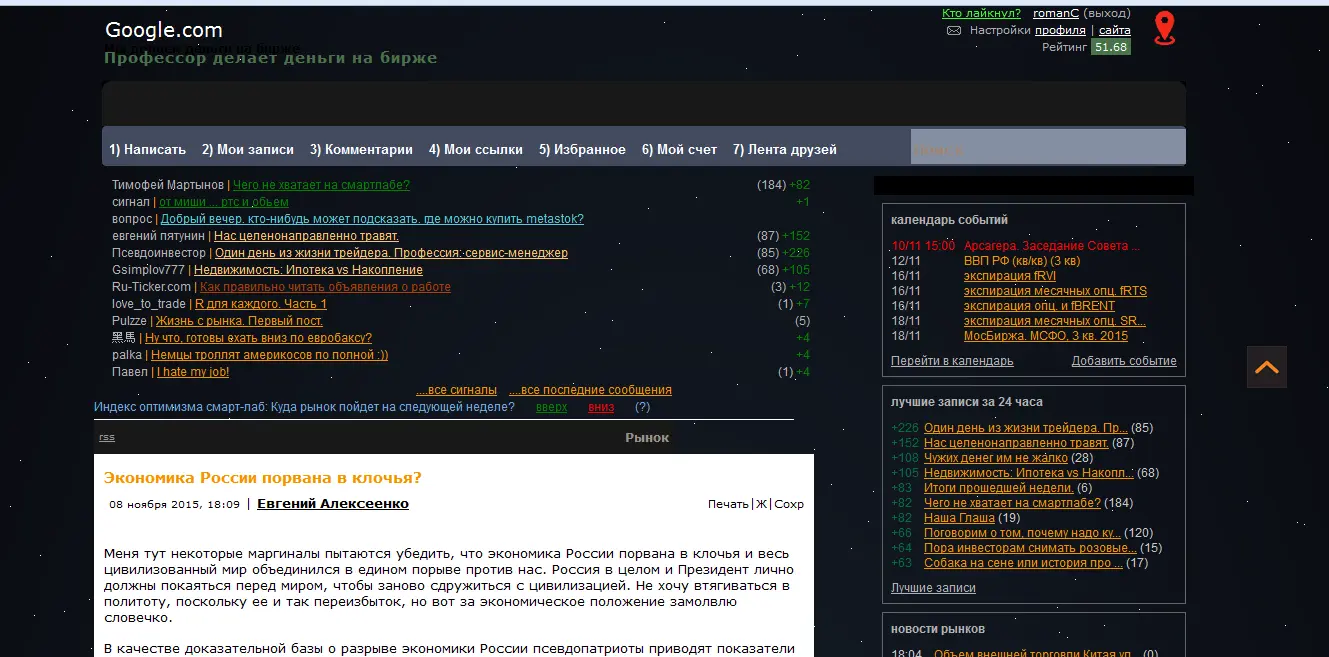 Google.com
Кто лайкнул? romanC (выход)
Настройки профиля | сайта
Рейтинг 51.68
Профессор делает деньги на бирже
1) Написать 2) Мои записи 3) Комментарии 4) Мои ссылки 5) Избранное 6) Мой счет 7) Лента друзей
Тимофей Мартынов | Чего не хватает на смартлабе? (184) +82
сигнал | от миши ... ртс и объем +1
вопрос | Добрый вечер. кто-нибудь может подсказать. где можно купить metastok?
евгений пятунин | Нас целенонаправленно травят. (87) +152
Псевдоинвестор | Один день из жизни трейдера. Профессия: сервис-менеджер (85) +226
Gsimplov777 | Недвижимость: Ипотека vs Накопление (68) +105
Ru-Ticker.com | Как правильно читать объявления о работе (3) +12
love_to_trade | R для каждого. Часть 1 (1) +7
Pulzze | Жизнь с рынка. Первый пост. (5)
黑馬 | Ну что, готовы ехать вниз по евробаксу? +4
palka | Немцы троллят америкосов по полной :)) +4
Павел | I hate my job! (1) +4
....все сигналы ....все последние сообщения
Индекс оптимизма смарт-лаб: Куда рынок пойдет на следующей неделе? вверх вниз (?)
rss Рынок
Экономика России порвана в клочья?
08 ноября 2015, 18:09 | Евгений Алексеенко Печать|Ж|Сохр
Меня тут некоторые маргиналы пытаются убедить, что экономика России порвана в клочья и весь
цивилизованный мир объединился в едином порыве против нас. Россия в целом и Президент лично
должны покаяться перед миром, чтобы заново сдружиться с цивилизацией. Не хочу втягиваться в
политоту, поскольку ее и так переизбыток, но вот за экономическое положение замолвлю
словечко.
В качестве доказательной базы о разрыве экономики России псевдопатриоты приводят показатели
календарь событий
10/11 15:00 Арсагера. Заседание Совета ...
12/11 ВВП РФ (кв/кв) (3 кв)
16/11 экспирация fRVI
16/11 экспирация месячных опц. fRTS
16/11 экспирация опц. и fBRENT
18/11 экспирация месячных опц. SR...
18/11 МосБиржа. МСФО, 3 кв. 2015
Перейти в календарь Добавить событие
лучшие записи за 24 часа
+226 Один день из жизни трейдера. Пр... (85)
+152 Нас целенонаправленно травят. (87)
+108 Чужих денег им не жалко (28)
+105 Недвижимость: Ипотека vs Накопл... (68)
+83 Итоги прошедшей недели. (6)
+82 Чего не хватает на смартлабе? (184)
+82 Наша Глаша (19)
+66 Поговорим о том, почему надо ку... (120)
+64 Пора инвесторам снимать розовые... (15)
+63 Собака на сене или история про ... (17)
Лучшие записи
новости рынков
18:04 Объем внешней торговли Китая уп... (0)